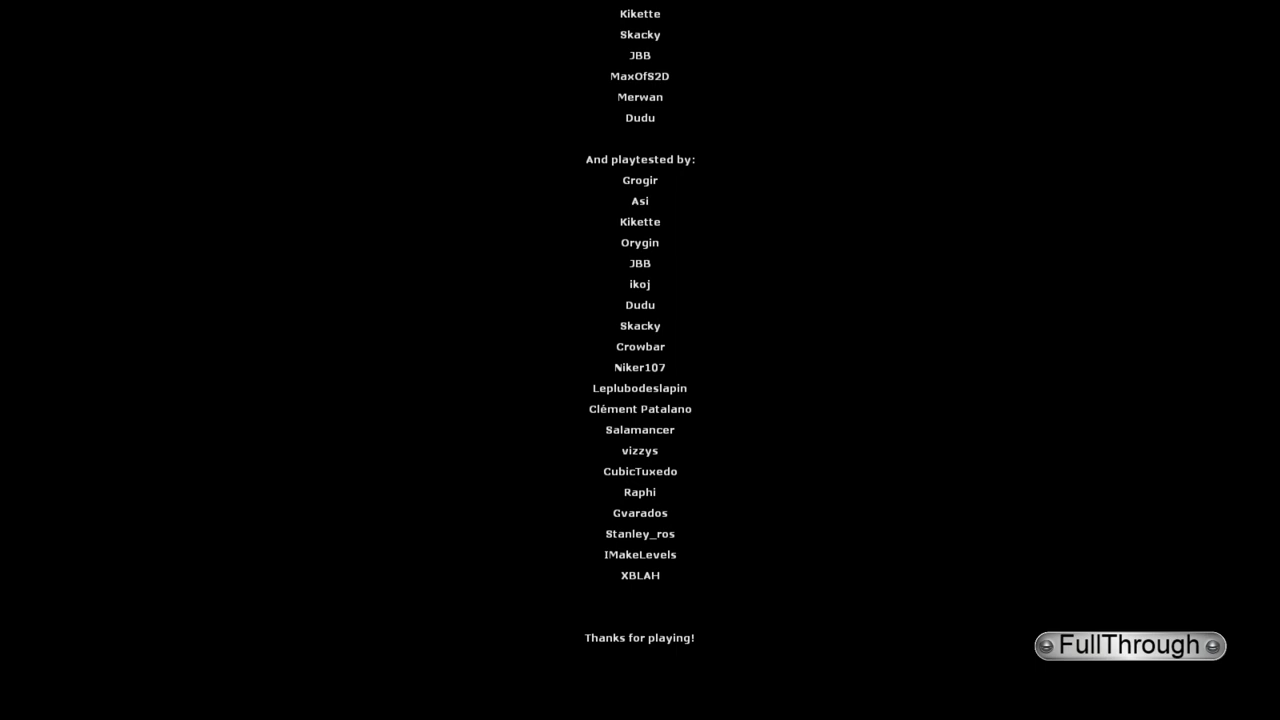 Kikette
Skacky
JBB
MaxOfS2D
Merwan
Dudu
And playtested by:
Grogir
Asi
Kikette
Orygin
JBB
ikoj
Dudu
Skacky
Crowbar
Niker107
Leplubodeslapin
Clément Patalano
Salamancer
vizzys
CubicTuxedo
Raphi
Gvarados
Stanley_ros
IMakeLevels
XBLAH
Thanks for playing!
FullThrough